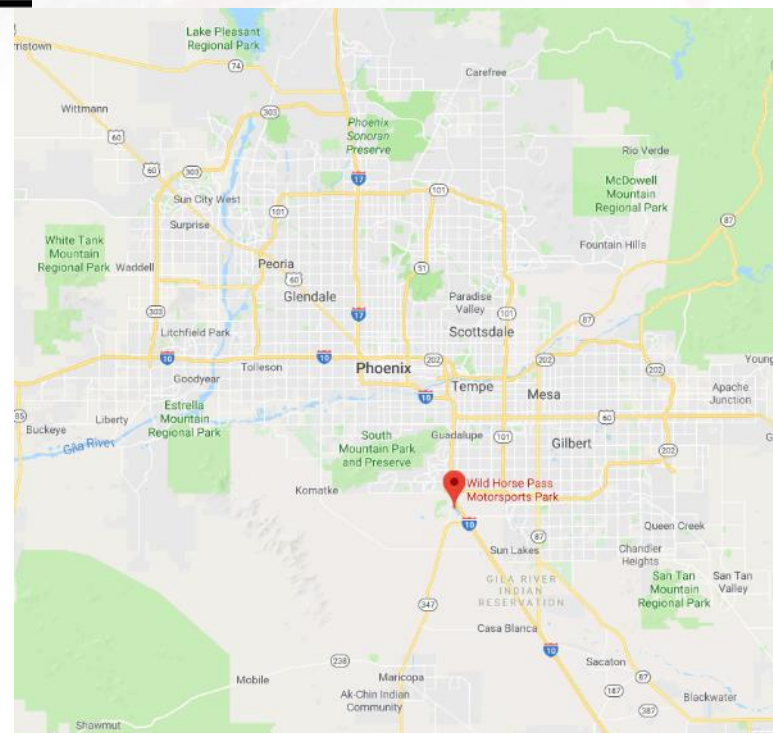 Lake Pleasant
Regional Park
rristown
74
Carefree
Wittmann
303
Phoenix
Sonoran
Preserve
60
Rio Verde
60
303
17
101
McDowell
Mountain
Regional Park
Sun City West
101
87
Surprise
White Tank
Mountain
Regional Park
Waddell
Fountain Hills
Peoria
60
51
Glendale
Paradise
Valley
303
17
101
87
Litchfield Park
Scottsdale
10
10
202
202
Tolleson
Phoenix
202
Young
Goodyear
Tempe
Mesa
Apache
Junction
10
85
Buckeye
Liberty
Estrella
Mountain
Regional Park
60
Gila River
South
Mountain Park
and Preserve
Guadalupe
101
Gilbert
202
Komatke
Wild Horse Pass
Motorsports Park
10
87
Queen Creek
Sun Lakes
Chandler
Heights
GILA RIVER
INDIAN
RESERVATION
San Tan
Mountain
Regional Park
San Tan
Valley
347
Casa Blanca
10
238
Sacaton
Mobile
Maricopa
87
187
Ak-Chin Indian
Community
Blackwater
387
Shawmut